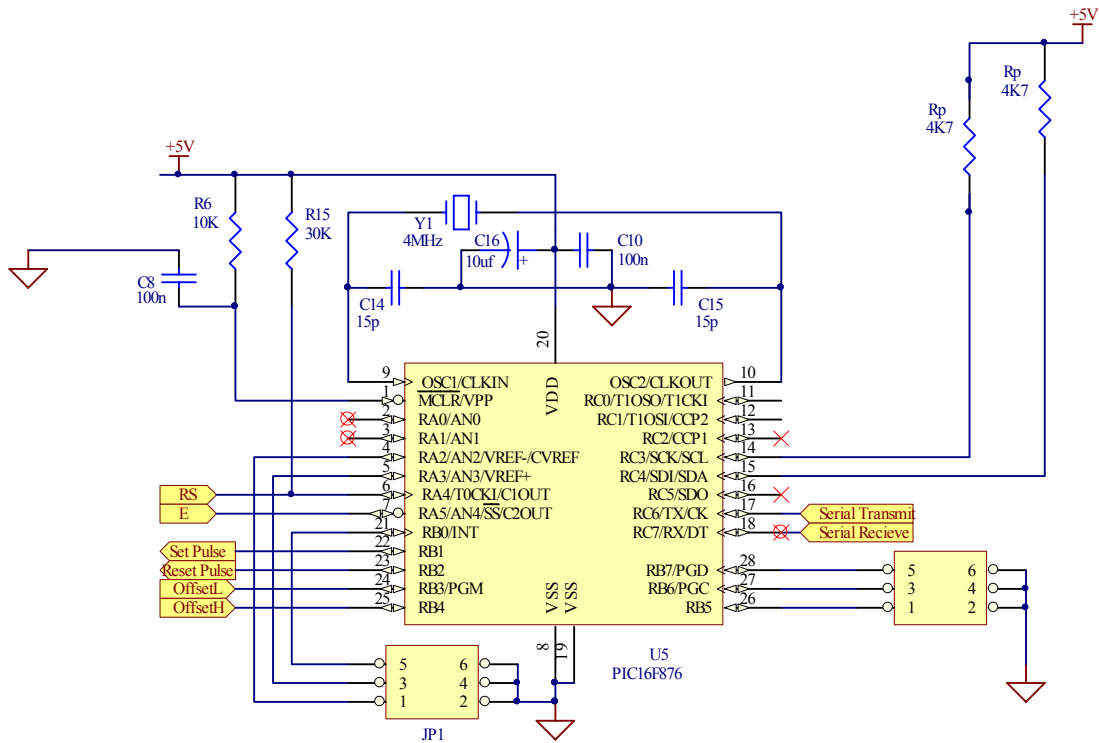 +5V
Rp
4K7
Rp
4K7
+5V
R6
10K
R15
30K
Y1
4MHz
C16
10uf
+
C10
100n
C8
100n
C14
15p
C15
15p
20
VDD
9 OSC1/CLKIN
1 MCLR/VPP
2 RA0/AN0
3 RA1/AN1
4 RA2/AN2/VREF-/CVREF
5 RA3/AN3/VREF+
6 RA4/T0CKI/C1OUT
7 RA5/AN4/SS/C2OUT
21 RB0/INT
22 RB1
23 RB2
24 RB3/PGM
25 RB4
OSC2/CLKOUT 10
RC0/T1OSO/T1CKI 11
RC1/T1OSI/CCP2 12
RC2/CCP1 13
RC3/SCK/SCL 14
RC4/SDI/SDA 15
RC5/SDO 16
RC6/TX/CK 17
RC7/RX/DT 18
RB7/PGD 28
RB6/PGC 27
RB5 26
RS
E
Set Pulse
Reset Pulse
OffsetL
OffsetH
Serial Transmit
Serial Recieve
VSS
VSS
8
19
U5
PIC16F876
5 6
3 4
1 2
5 6
3 4
1 2
JP1